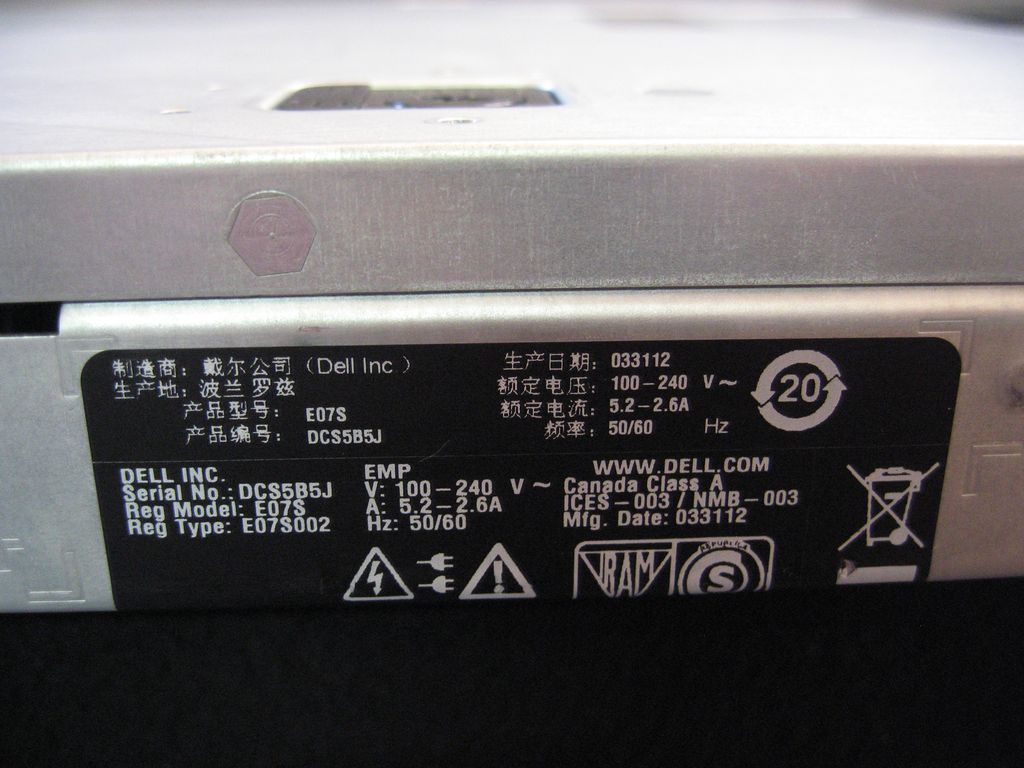 制造商：戴尔公司（Dell Inc ）
生产地：波兰 罗兹
产品型号： E07S
产品编号： DCS5B5J
生产日期：033112
额定电压：100－240 V～
额定电流：5.2－2.6A
频率：50/60 Hz
20
DELL INC.
Serial No.: DCS5B5J
Reg Model: E07S
Reg Type: E07S002
EMP
V: 100－240 V～
A: 5.2－2.6A
Hz: 50/60
WWW.DELL.COM
Canada Class A
ICES－003 / NMB－003
Mfg. Date: 033112
IRAM
REPUBLICA
S